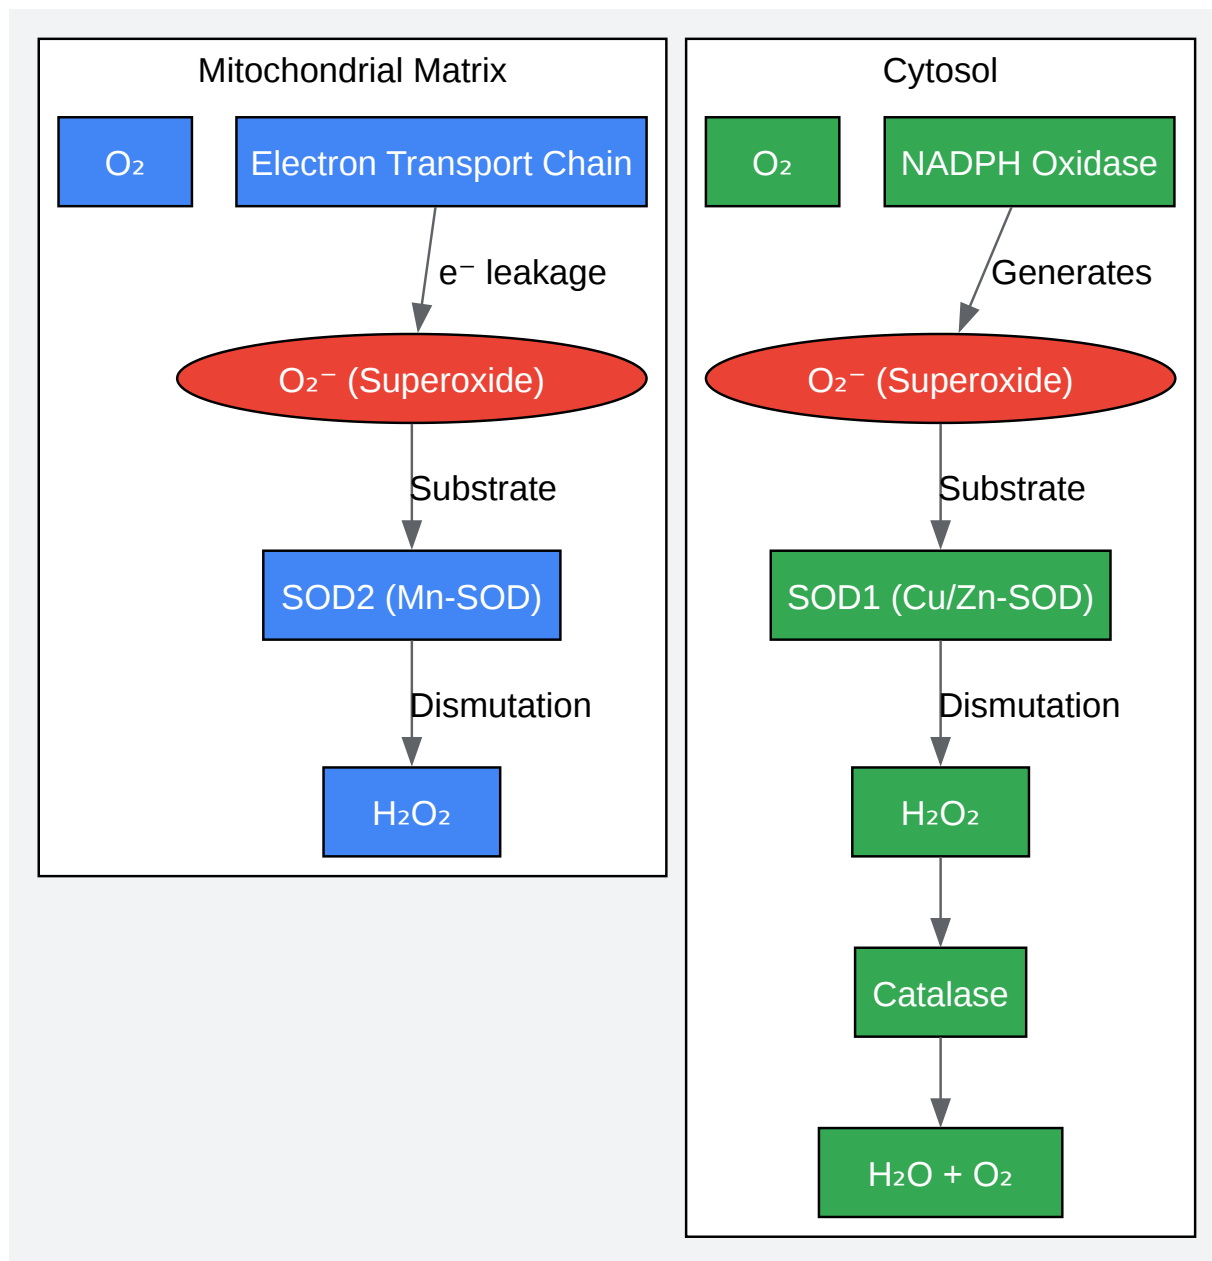 Mitochondrial Matrix
O₂
Electron Transport Chain
e⁻ leakage
O₂⁻ (Superoxide)
Substrate
SOD2 (Mn-SOD)
Dismutation
H₂O₂
Cytosol
O₂
NADPH Oxidase
Generates
O₂⁻ (Superoxide)
Substrate
SOD1 (Cu/Zn-SOD)
Dismutation
H₂O₂
Catalase
H₂O + O₂